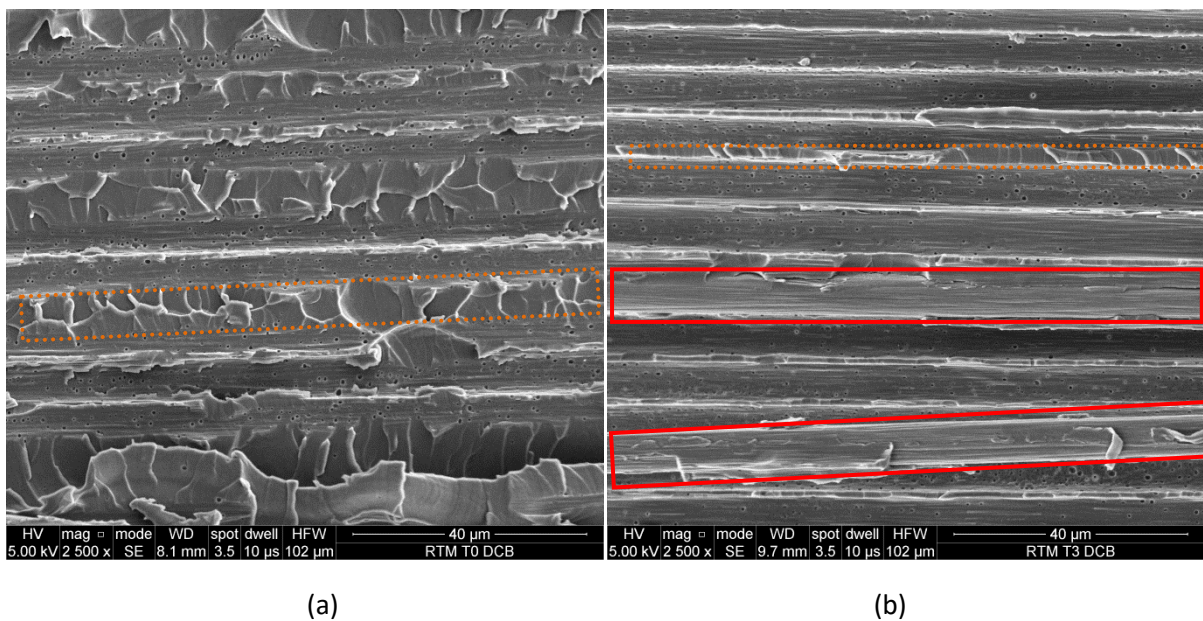 HV mag □ mode WD spot dwell HFW 40 µm
5.00 kV 2 500 x SE 8.1 mm 3.5 10 µs 102 µm RTM T0 DCB
HV mag □ mode WD spot dwell HFW 40 µm
5.00 kV 2 500 x SE 9.7 mm 3.5 10 µs 102 µm RTM T3 DCB
(a)
(b)